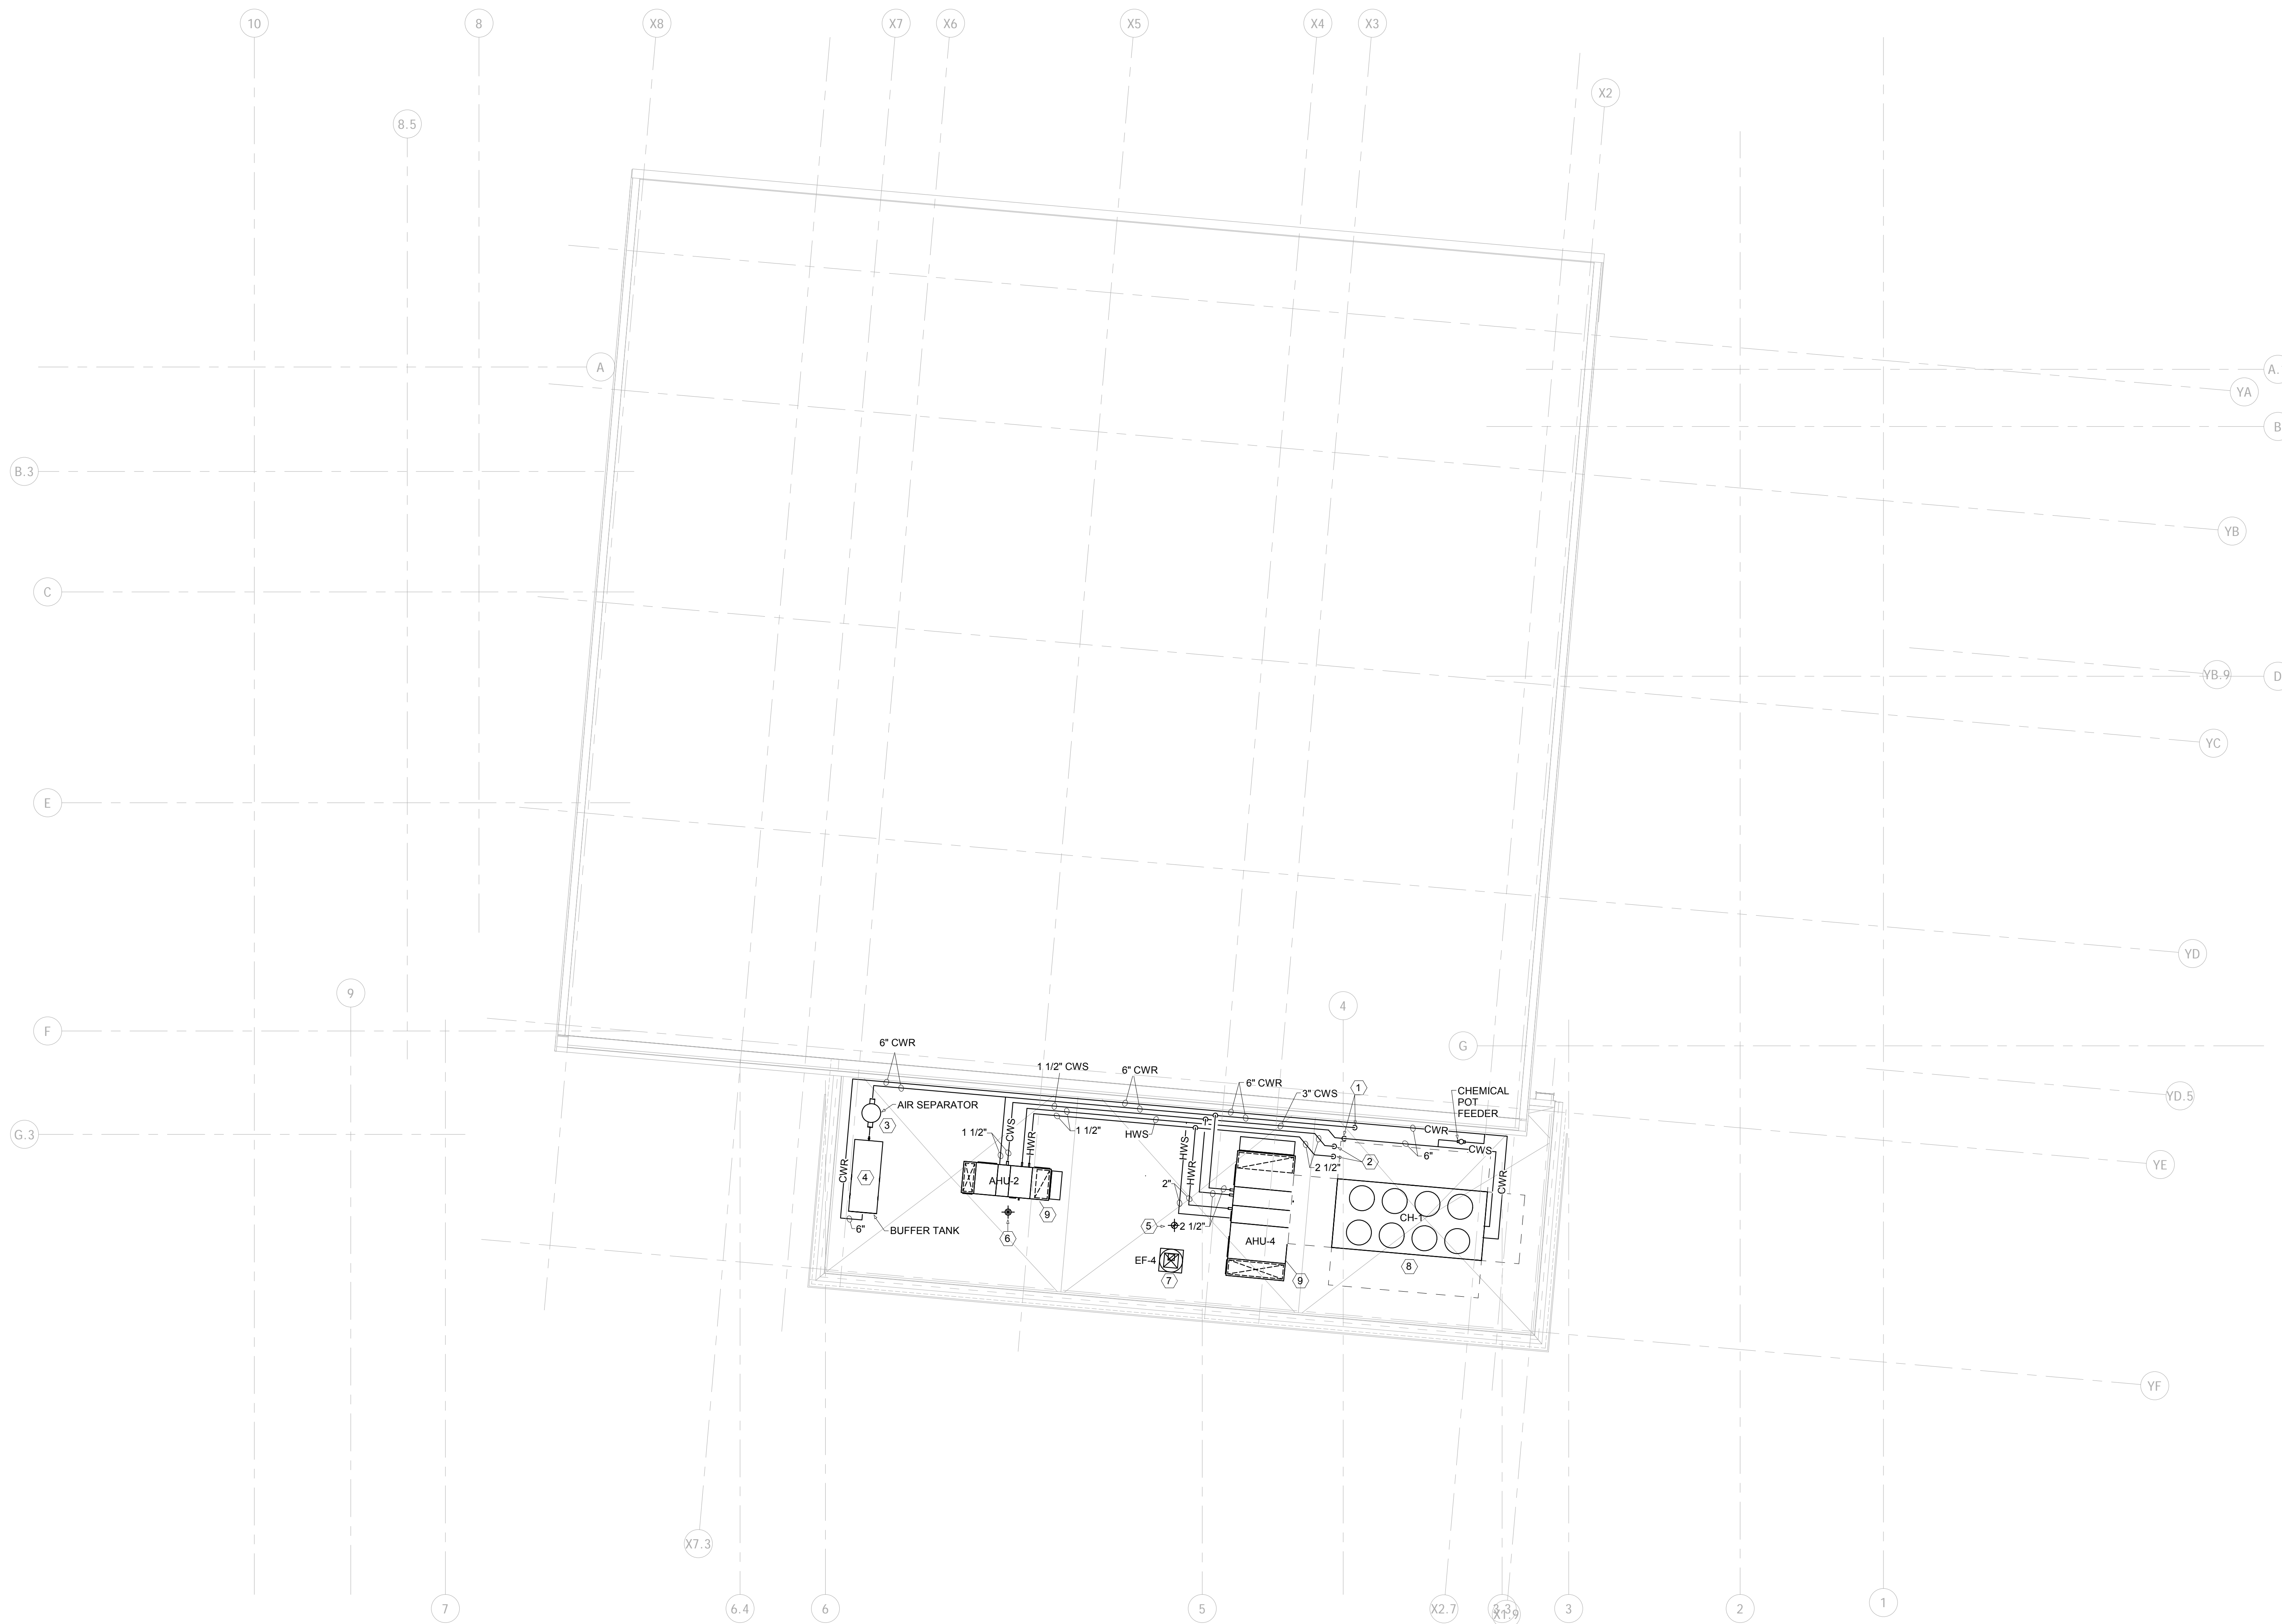 10
8
X8
X7
X6
X5
X4
X3
X2
8.5
A
A.
YA
B
B.3
YB
C
YB.9
D
YC
E
YD
9
4
F
G
6" CWR
1 1/2" CWS
6" CWR
6" CWR
3" CWS
1
CHEMICAL
POT
FEEDER
YD.5
AIR SEPARATOR
3
G.3
1 1/2"
CWS
HWR
1 1/2"
HWS
HWS
HWR
CWR
CWS
6"
2
2 1/2"
YE
CWR
4
AHU-2
9
2"
CWR
6"
BUFFER TANK
6
5
2 1/2"
CH-1
EF-4
7
AHU-4
9
8
YF
X7.3
7
6.4
6
5
X2.7
3.3
X1.9
3
2
1